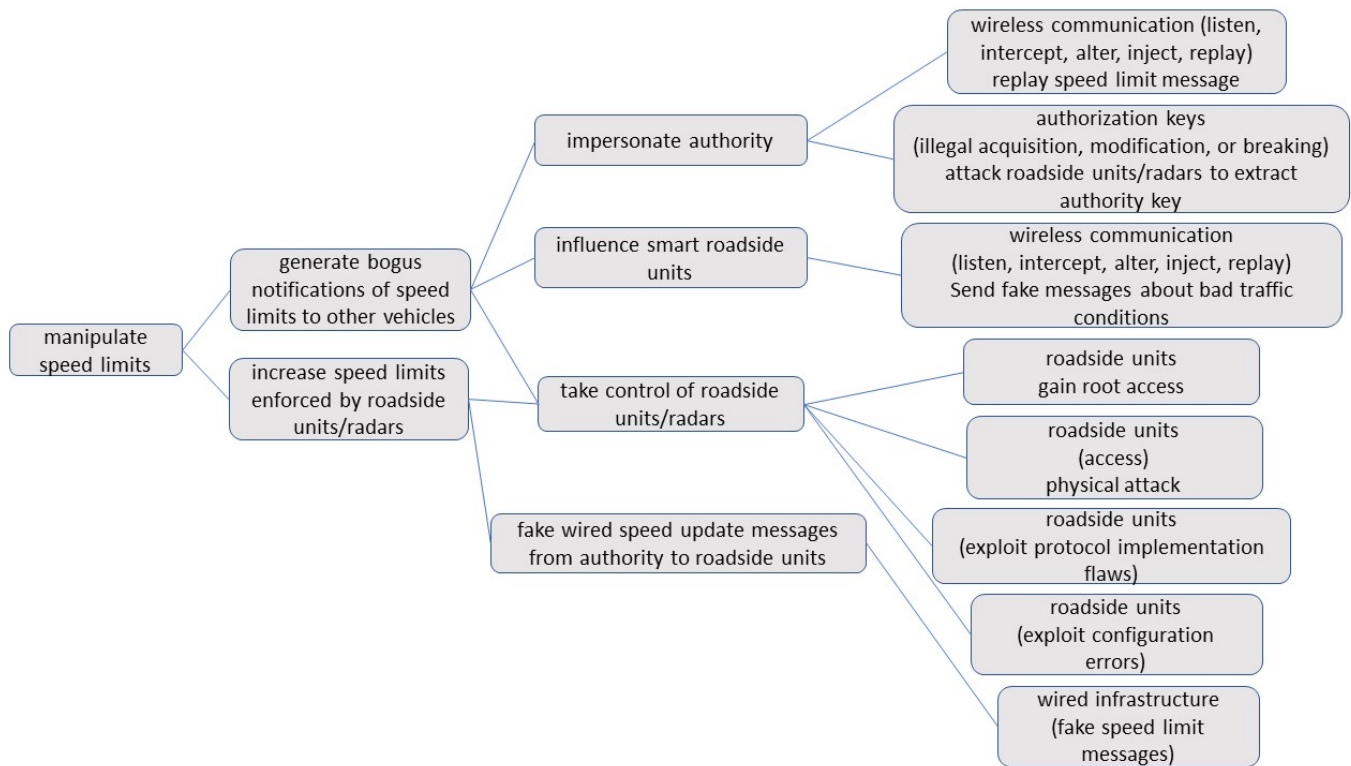 wireless communication (listen,
intercept, alter, inject, replay)
replay speed limit message
authorization keys
(illegal acquisition, modification, or breaking)
attack roadside units/radars to extract
authority key
impersonate authority
wireless communication
(listen, intercept, alter, inject, replay)
Send fake messages about bad traffic
conditions
influence smart roadside
units
generate bogus
notifications of speed
limits to other vehicles
manipulate
speed limits
increase speed limits
enforced by roadside
units/radars
take control of roadside
units/radars
roadside units
gain root access
roadside units
(access)
physical attack
fake wired speed update messages
from authority to roadside units
roadside units
(exploit protocol implementation
flaws)
roadside units
(exploit configuration
errors)
wired infrastructure
(fake speed limit
messages)